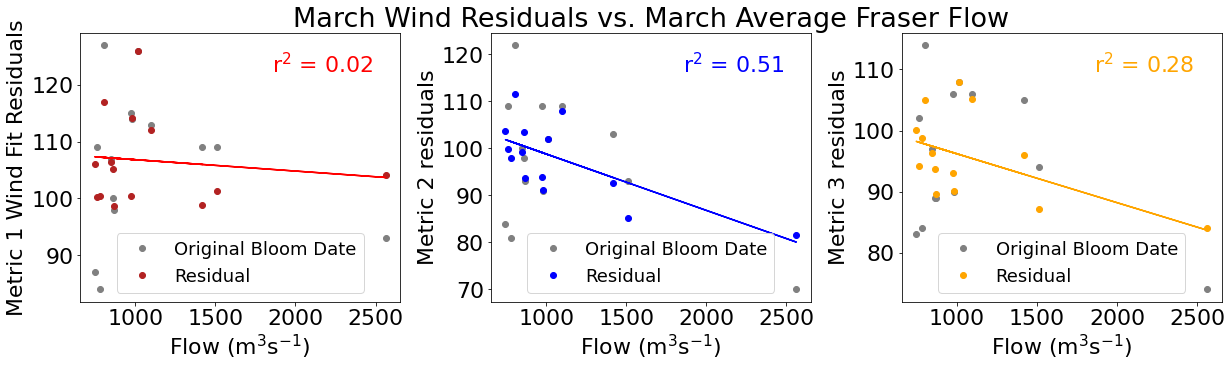 March Wind Residuals vs. March Average Fraser Flow
Metric 1 Wind Fit Residuals
120
110
100
90
r² = 0.02
Original Bloom Date
Residual
1000 1500 2000 2500
Flow (m³s⁻¹)
Metric 2 residuals
120
110
100
90
80
70
r² = 0.51
Original Bloom Date
Residual
1000 1500 2000 2500
Flow (m³s⁻¹)
Metric 3 residuals
110
100
90
80
r² = 0.28
Original Bloom Date
Residual
1000 1500 2000 2500
Flow (m³s⁻¹)